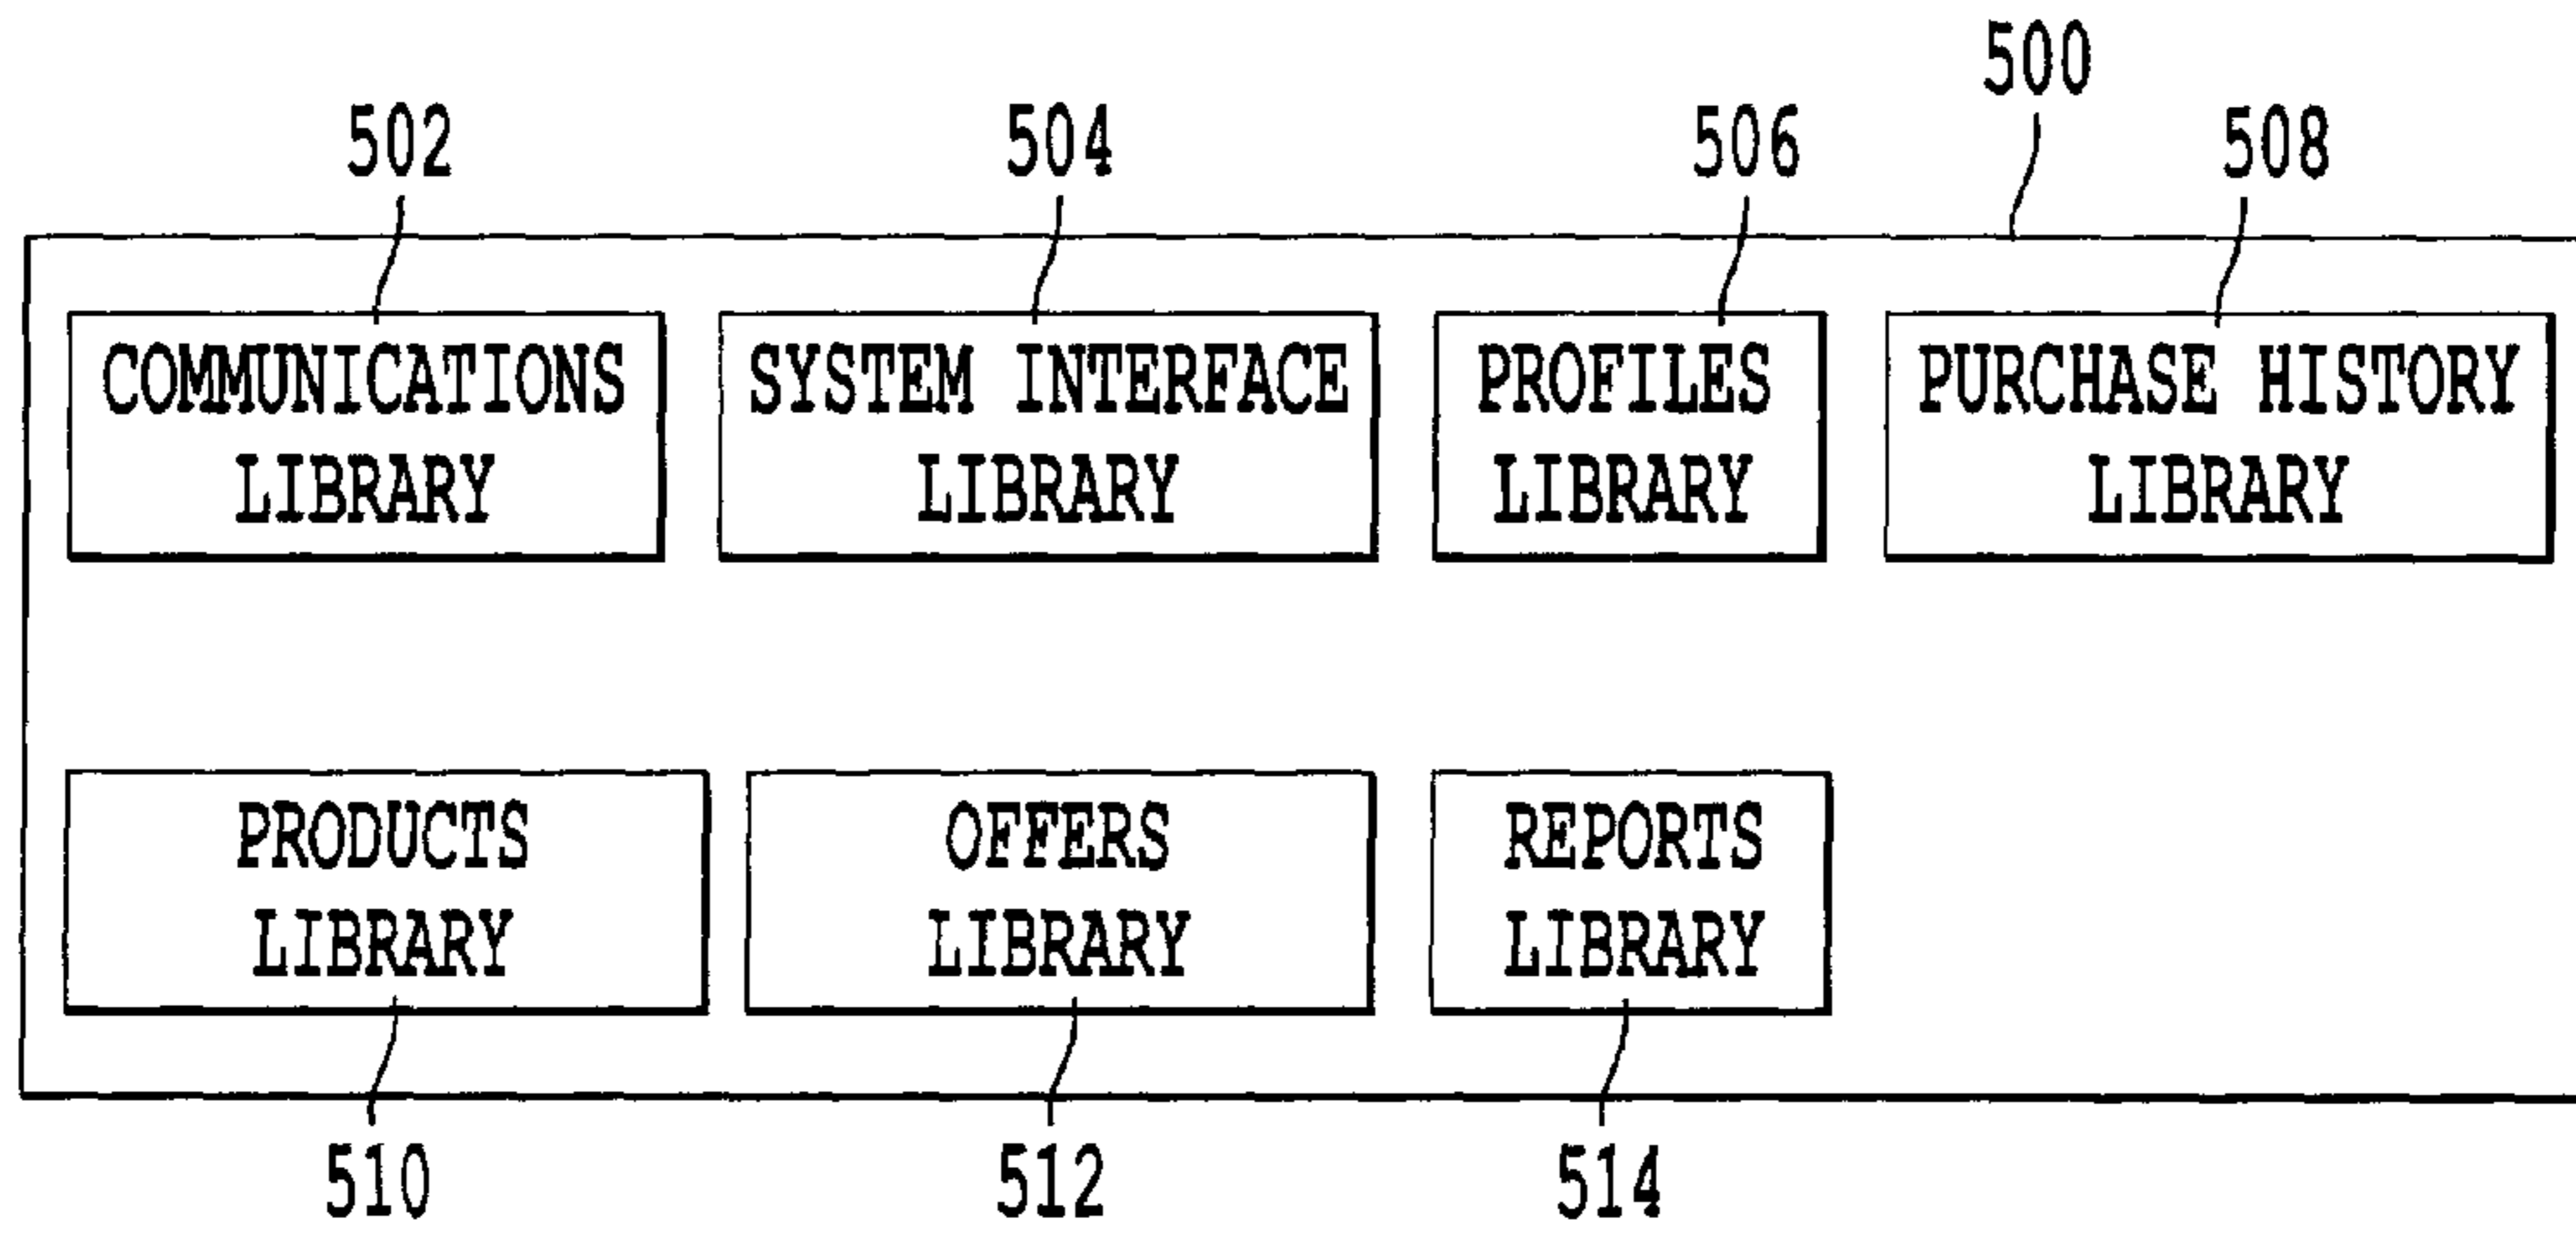 500
502 504 506 508
COMMUNICATIONS LIBRARY
SYSTEM INTERFACE LIBRARY
PROFILES LIBRARY
PURCHASE HISTORY LIBRARY
PRODUCTS LIBRARY
OFFERS LIBRARY
REPORTS LIBRARY
510 512 514